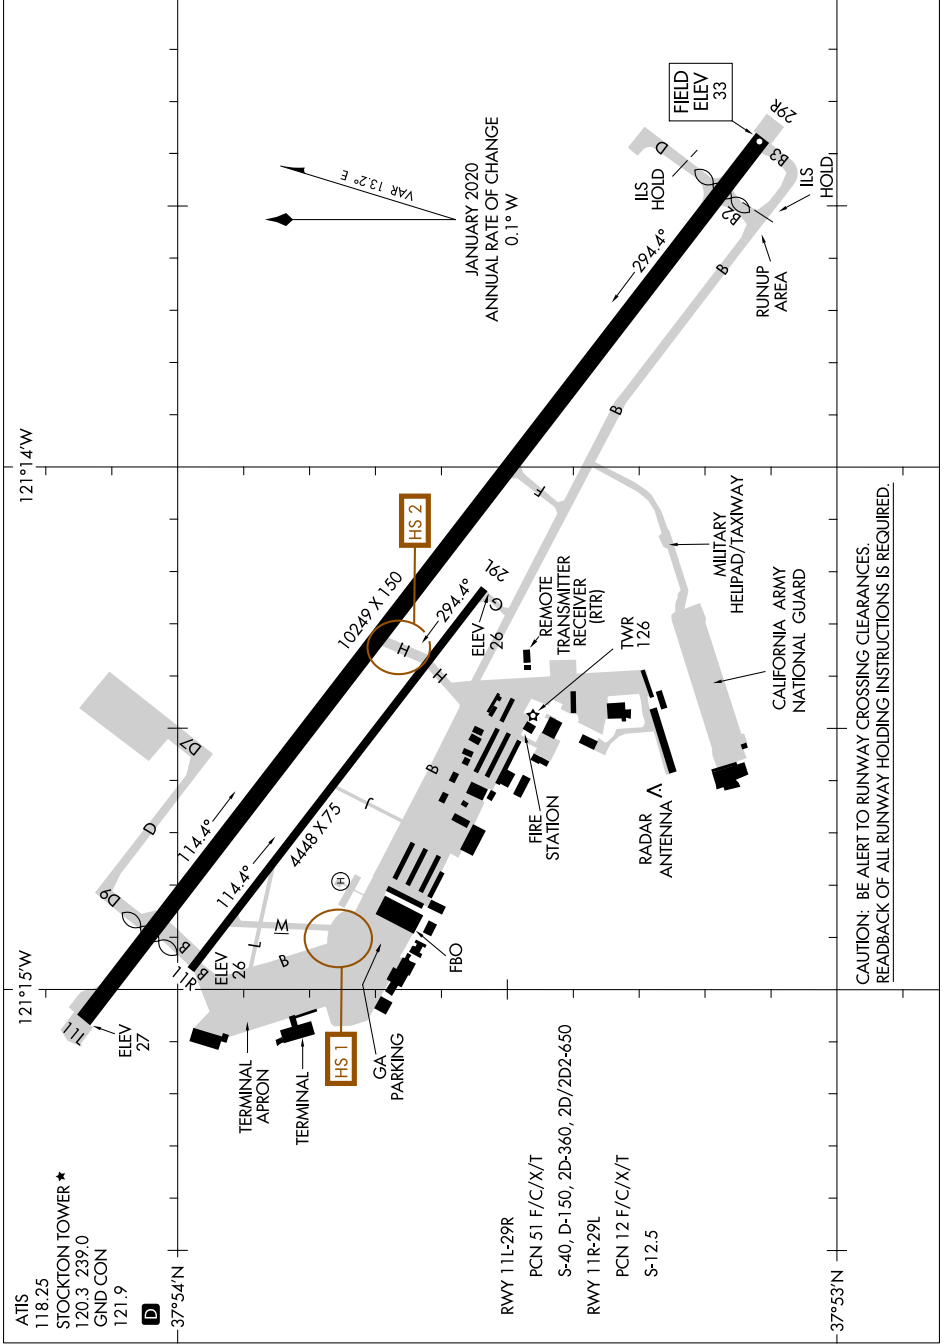 ATIS
118.25
STOCKTON TOWER ★
120.3 239.0
GND CON
121.9
D
37°54'N
37°53'N
121°15'W
121°14'W
JANUARY 2020
ANNUAL RATE OF CHANGE
0.1° W
VAR 13.2° E
FIELD
ELEV
33
29R
B3
ILS
HOLD
D
ILS
HOLD
B2
RUNUP
AREA
B
294.4°
B
F
HS 2
10249 X 150
H
H
294.4°
29L
G
ELEV
26
REMOTE
TRANSMITTER
RECEIVER
(RTR)
TWR
126
MILITARY
HELIPAD/TAXIWAY
CALIFORNIA ARMY
NATIONAL GUARD
D7
D
D9
114.4°
114.4°
4448 X 75
J
B
H
FIRE
STATION
RADAR
ANTENNA
FBO
11L
ELEV
27
B
11R
B
ELEV
26
L
M
B
TERMINAL
APRON
TERMINAL
HS 1
GA
PARKING
RWY 11L-29R
PCN 51 F/C/X/T
S-40, D-150, 2D-360, 2D/2D2-650
RWY 11R-29L
PCN 12 F/C/X/T
S-12.5
CAUTION: BE ALERT TO RUNWAY CROSSING CLEARANCES.
READBACK OF ALL RUNWAY HOLDING INSTRUCTIONS IS REQUIRED.